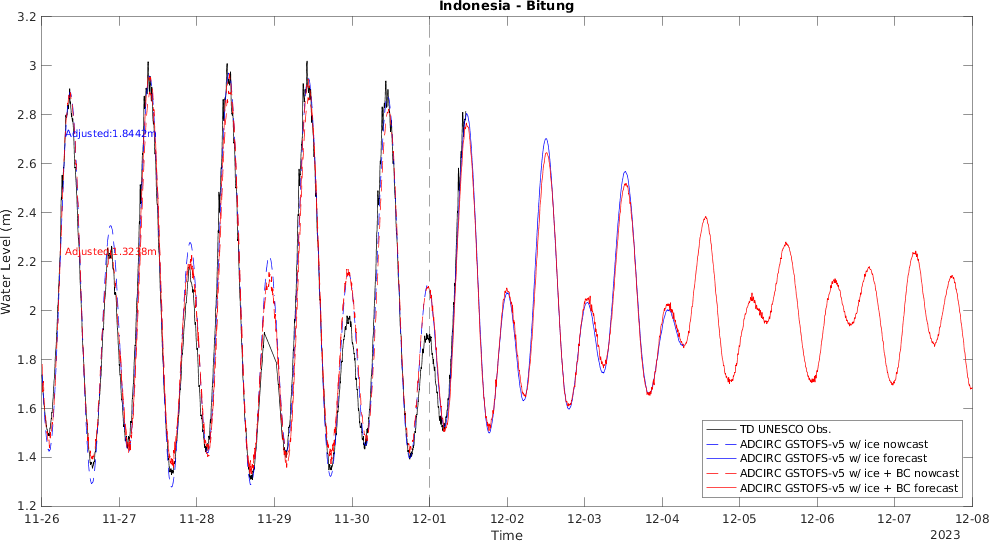 Indonesia - Bitung
3.2
3
2.8
2.6
2.4
2.2
2
1.8
1.6
1.4
1.2
Water Level (m)
Adjusted:1.8442m
Adjusted:1.3238m
TD UNESCO Obs.
ADCIRC GSTOFS-v5 w/ ice nowcast
ADCIRC GSTOFS-v5 w/ ice forecast
ADCIRC GSTOFS-v5 w/ ice + BC nowcast
ADCIRC GSTOFS-v5 w/ ice + BC forecast
11-26 11-27 11-28 11-29 11-30 12-01 12-02 12-03 12-04 12-05 12-06 12-07 12-08
Time
2023